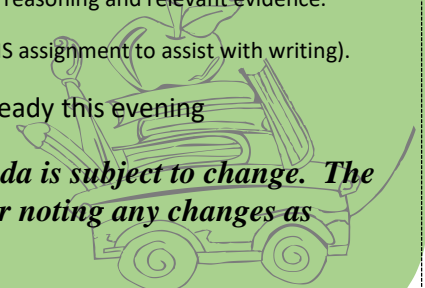 reasoning and relevant evidence.
S assignment to assist with writing).
eady this evening
da is subject to change. The
r noting any changes as